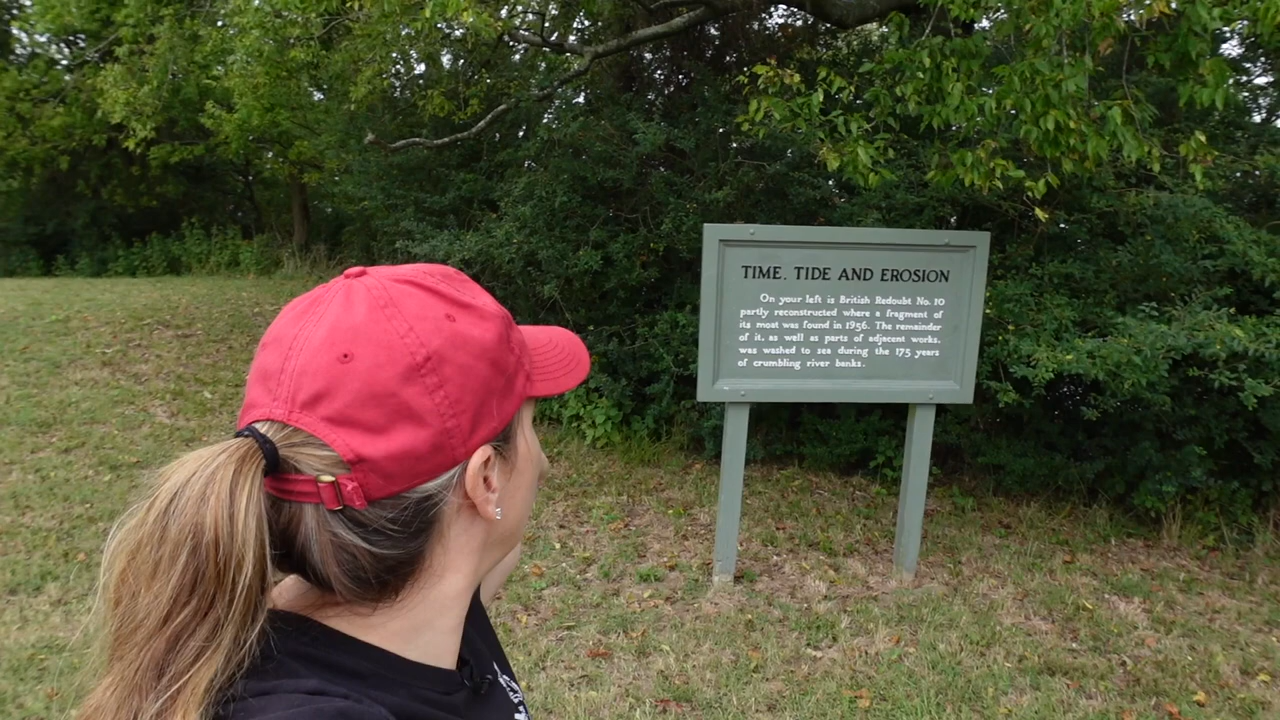 TIME, TIDE AND EROSION
On your left is British Redoubt No. 10
partly reconstructed where a fragment of
its moat was found in 1956. The remainder
of it, as well as parts of adjacent works,
was washed to sea during the 175 years
of crumbling river banks.